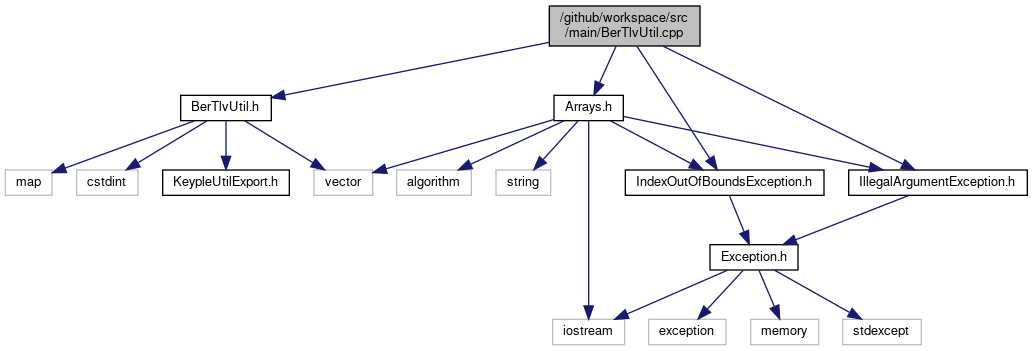 /github/workspace/src
/main/BerTlvUtil.cpp
BerTlvUtil.h
Arrays.h
map
cstdint
KeypleUtilExport.h
vector
algorithm
string
IndexOutOfBoundsException.h
IllegalArgumentException.h
Exception.h
iostream
exception
memory
stdexcept